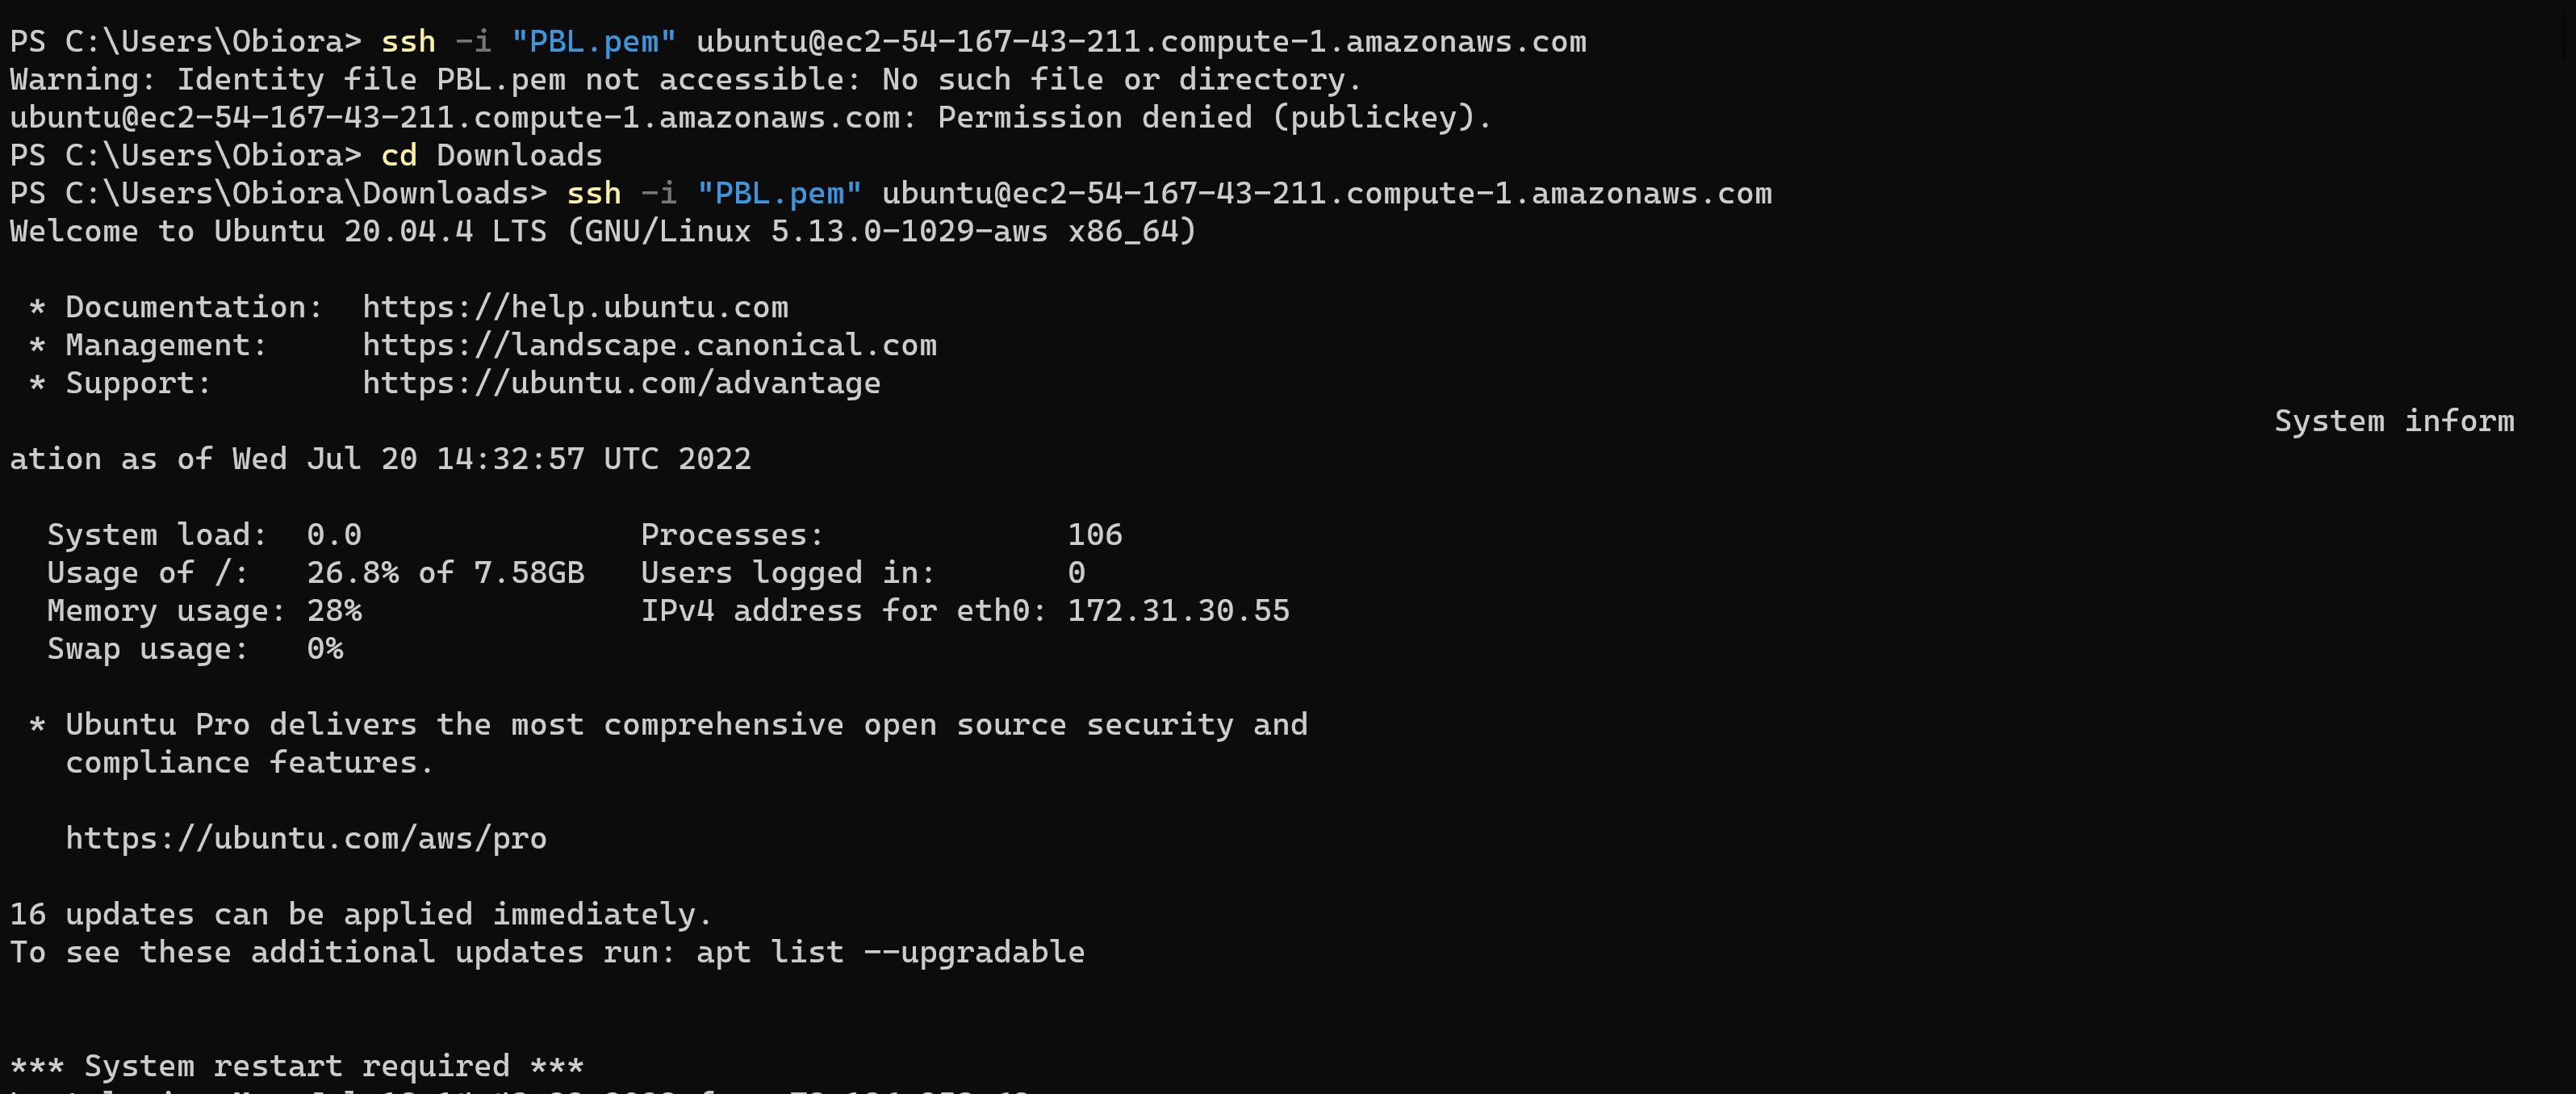 PS C:\Users\Obiora> ssh -i "PBL.pem" ubuntu@ec2-54-167-43-211.compute-1.amazonaws.com
Warning: Identity file PBL.pem not accessible: No such file or directory.
ubuntu@ec2-54-167-43-211.compute-1.amazonaws.com: Permission denied (publickey).
PS C:\Users\Obiora> cd Downloads
PS C:\Users\Obiora\Downloads> ssh -i "PBL.pem" ubuntu@ec2-54-167-43-211.compute-1.amazonaws.com
Welcome to Ubuntu 20.04.4 LTS (GNU/Linux 5.13.0-1029-aws x86_64)
* Documentation:  https://help.ubuntu.com
* Management:     https://landscape.canonical.com
* Support:        https://ubuntu.com/advantage
System inform
ation as of Wed Jul 20 14:32:57 UTC 2022
System load:  0.0               Processes:             106
Usage of /:   26.8% of 7.58GB   Users logged in:       0
Memory usage: 28%               IPv4 address for eth0: 172.31.30.55
Swap usage:   0%
* Ubuntu Pro delivers the most comprehensive open source security and
compliance features.
https://ubuntu.com/aws/pro
16 updates can be applied immediately.
To see these additional updates run: apt list --upgradable
*** System restart required ***